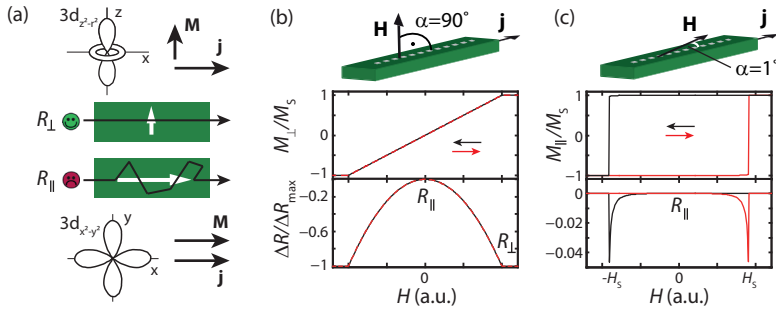 (a)
3d_{z²-r²}
z
x
M
j
R_⊥
R_∥
3d_{x²-y²}
y
x
M
j
(b)
H
α=90°
j
M_⊥/M_s
1
0
-1
ΔR/ΔR_max
-0.2
-0.6
-1
R_∥
R_⊥
0
H (a.u.)
(c)
H
j
α=1°
M_∥/M_s
1
0
-1
0
-0.02
-0.04
R_∥
-H_s
0
H_s
H (a.u.)